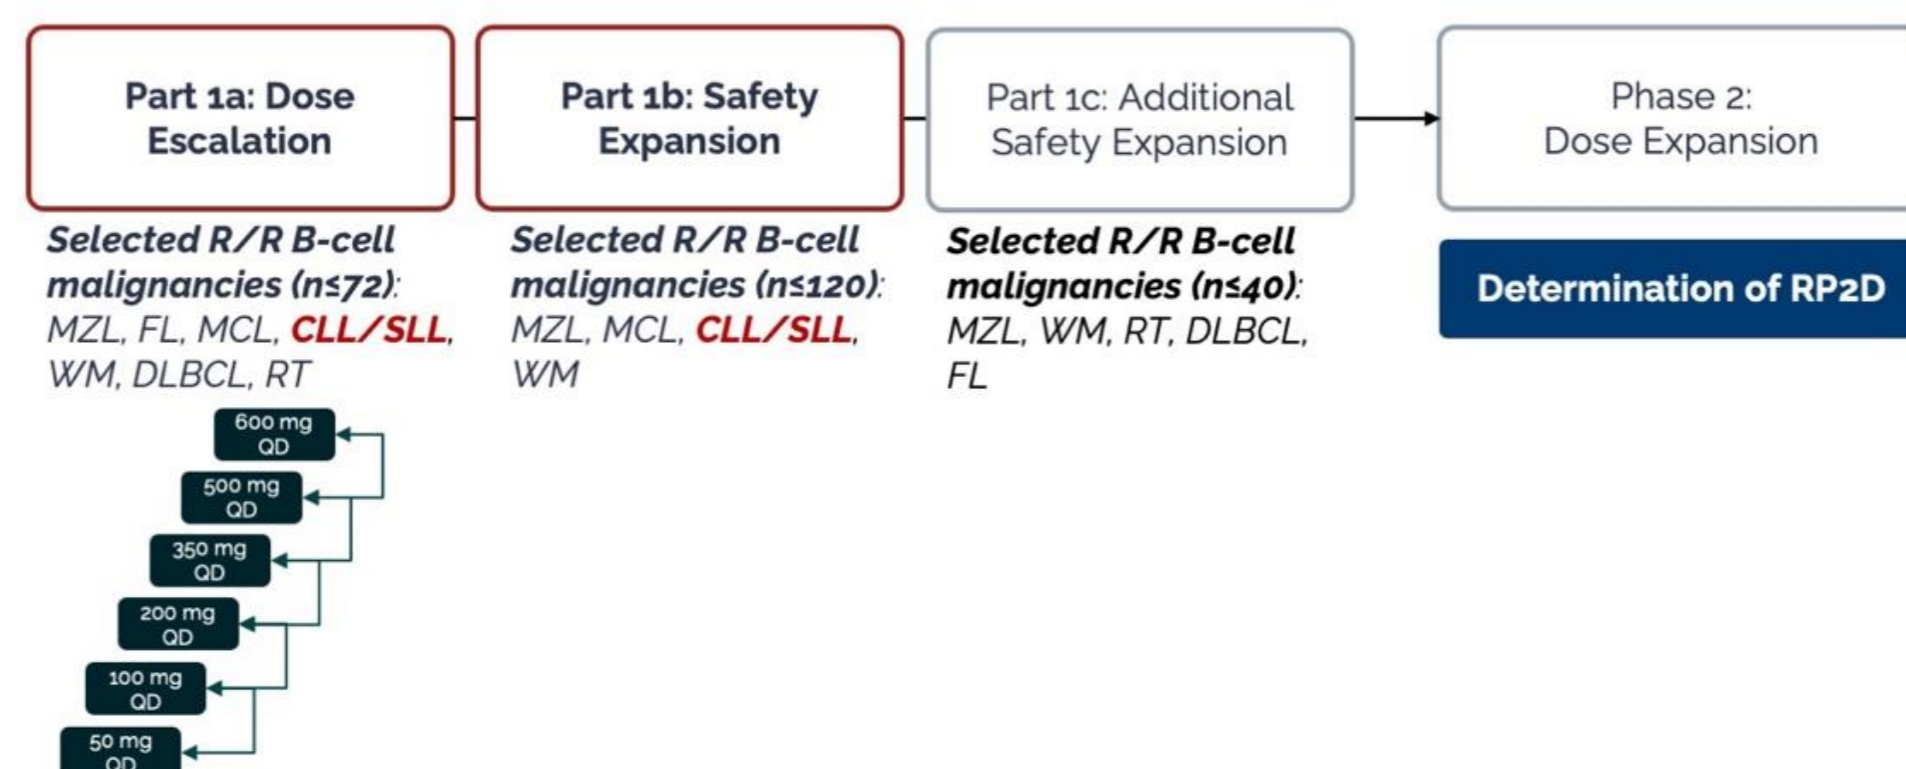 Part 1a: Dose
Escalation
Part 1b: Safety
Expansion
Part 1c: Additional
Safety Expansion
Phase 2:
Dose Expansion
Selected R/R B-cell
malignancies (n≤72):
MZL, FL, MCL, CLL/SLL,
WM, DLBCL, RT
Selected R/R B-cell
malignancies (n≤120):
MZL, MCL, CLL/SLL,
WM
Selected R/R B-cell
malignancies (n≤40):
MZL, WM, RT, DLBCL,
FL
Determination of RP2D
600 mg
QD
500 mg
QD
350 mg
QD
200 mg
QD
100 mg
QD
50 mg
QD